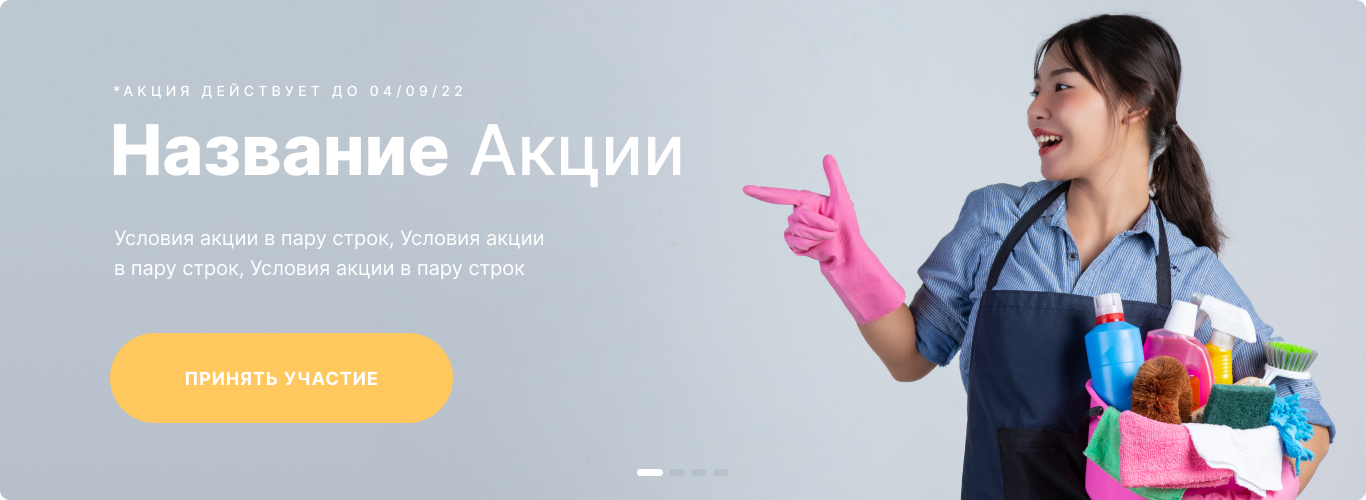 *АКЦИЯ ДЕЙСТВУЕТ ДО 04/09/22
Название Акции
Условия акции в пару строк, Условия акции
в пару строк, Условия акции в пару строк
ПРИНЯТЬ УЧАСТИЕ